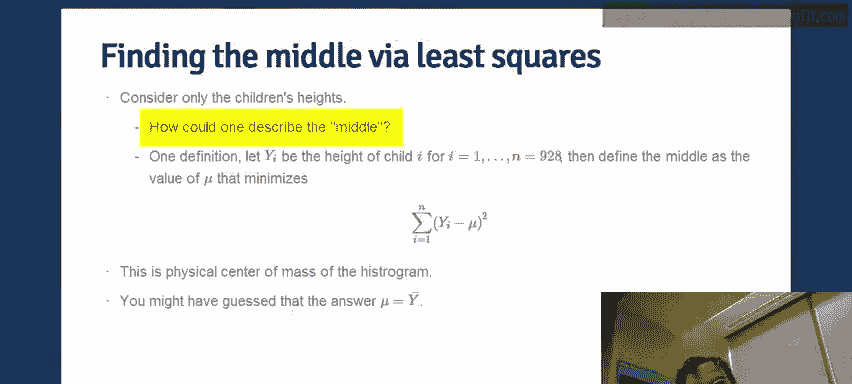 Finding the middle via least squares
· Consider only the children's heights.
- How could one describe the "middle"?
- One definition, let Yᵢ be the height of child i for i = 1, . . . , n = 928, then define the middle as the
value of μ that minimizes
n
∑(Yᵢ − μ)²
i=1
· This is physical center of mass of the histrogram.
· You might have guessed that the answer μ = Ȳ.